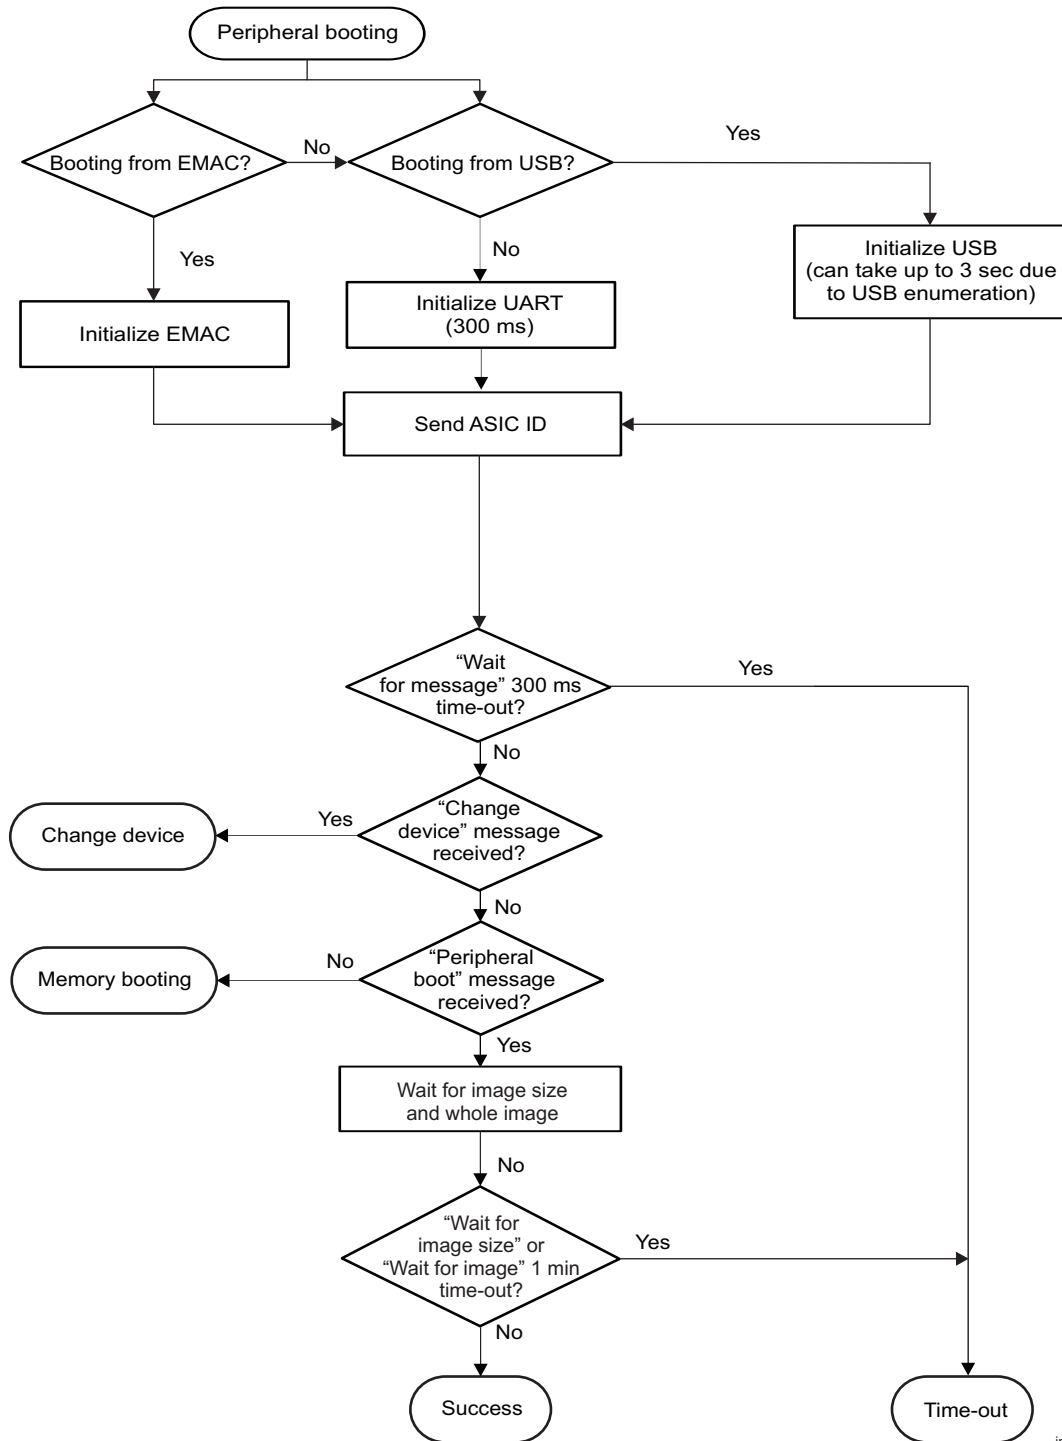 Peripheral booting
Booting from EMAC?
No
Booting from USB?
Yes
Yes
No
Initialize USB
(can take up to 3 sec due
to USB enumeration)
Initialize EMAC
Initialize UART
(300 ms)
Send ASIC ID
“Wait
for message” 300 ms
time-out?
Yes
No
“Change
device” message
received?
Yes
Change device
No
“Peripheral
boot” message
received?
No
Memory booting
Yes
Wait for image size
and whole image
No
“Wait for
image size” or
“Wait for image” 1 min
time-out?
Yes
No
Success
Time-out